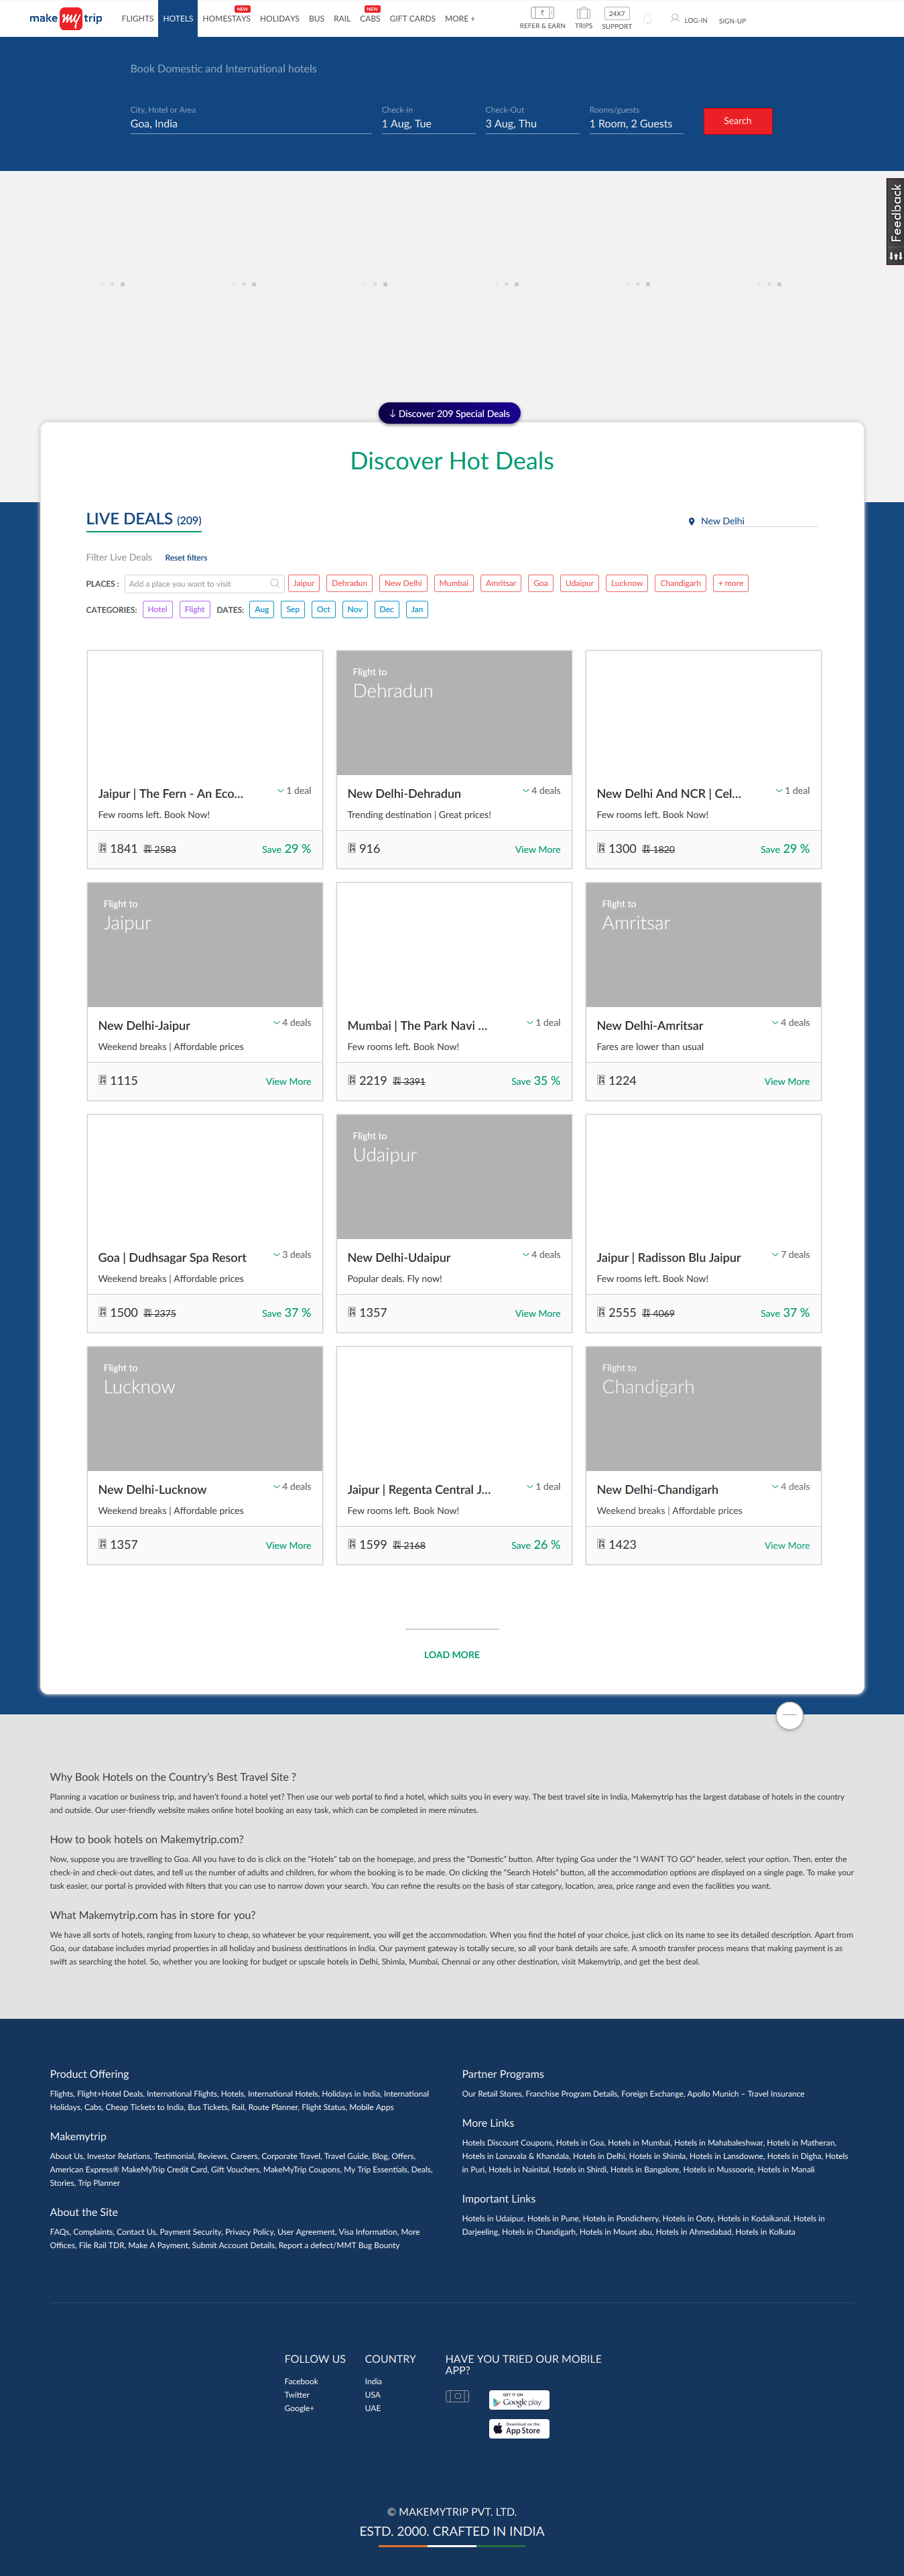 make my trip
FLIGHTS HOTELS HOMESTAYS HOLIDAYS BUS RAIL CABS GIFT CARDS MORE +
NEW NEW
REFER & EARN TRIPS 24X7 SUPPORT LOG-IN SIGN-UP
Book Domestic and International hotels
City, Hotel or Area Check-in Check-Out Rooms/guests
Goa, India 1 Aug, Tue 3 Aug, Thu 1 Room, 2 Guests Search
Feedback
↓ Discover 209 Special Deals
Discover Hot Deals
LIVE DEALS (209) New Delhi
Filter Live Deals Reset filters
PLACES : Add a place you want to visit Jaipur Dehradun New Delhi Mumbai Amritsar Goa Udaipur Lucknow Chandigarh + more
CATEGORIES: Hotel Flight DATES: Aug Sep Oct Nov Dec Jan
Flight to
Dehradun
Jaipur | The Fern - An Eco... 1 deal New Delhi-Dehradun 4 deals New Delhi And NCR | Cel... 1 deal
Few rooms left. Book Now! Trending destination | Great prices! Few rooms left. Book Now!
1841 2583 Save 29 % 916 View More 1300 1820 Save 29 %
Flight to Flight to
Jaipur Amritsar
New Delhi-Jaipur 4 deals Mumbai | The Park Navi ... 1 deal New Delhi-Amritsar 4 deals
Weekend breaks | Affordable prices Few rooms left. Book Now! Fares are lower than usual
1115 View More 2219 3391 Save 35 % 1224 View More
Flight to
Udaipur
Goa | Dudhsagar Spa Resort 3 deals New Delhi-Udaipur 4 deals Jaipur | Radisson Blu Jaipur 7 deals
Weekend breaks | Affordable prices Popular deals. Fly now! Few rooms left. Book Now!
1500 2375 Save 37 % 1357 View More 2555 4069 Save 37 %
Flight to Flight to
Lucknow Chandigarh
New Delhi-Lucknow 4 deals Jaipur | Regenta Central J... 1 deal New Delhi-Chandigarh 4 deals
Weekend breaks | Affordable prices Few rooms left. Book Now! Weekend breaks | Affordable prices
1357 View More 1599 2168 Save 26 % 1423 View More
LOAD MORE
Why Book Hotels on the Country's Best Travel Site ?
Planning a vacation or business trip, and haven't found a hotel yet? Then use our web portal to find a hotel, which suits you in every way. The best travel site in India, Makemytrip has the largest database of hotels in the country
and outside. Our user-friendly website makes online hotel booking an easy task, which can be completed in mere minutes.
How to book hotels on Makemytrip.com?
Now, suppose you are travelling to Goa. All you have to do is click on the "Hotels" tab on the homepage, and press the "Domestic" button. After typing Goa under the "I WANT TO GO" header, select your option. Then, enter the
check-in and check-out dates, and tell us the number of adults and children, for whom the booking is to be made. On clicking the "Search Hotels" button, all the accommodation options are displayed on a single page. To make your
task easier, our portal is provided with filters that you can use to narrow down your search. You can refine the results on the basis of star category, location, area, price range and even the facilities you want.
What Makemytrip.com has in store for you?
We have all sorts of hotels, ranging from luxury to cheap, so whatever be your requirement, you will get the accommodation. When you find the hotel of your choice, just click on its name to see its detailed description. Apart from
Goa, our database includes myriad properties in all holiday and business destinations in India. Our payment gateway is totally secure, so all your bank details are safe. A smooth transfer process means that making payment is as
swift as searching the hotel. So, whether you are looking for budget or upscale hotels in Delhi, Shimla, Mumbai, Chennai or any other destination, visit Makemytrip, and get the best deal.
Product Offering
Flights, Flight+Hotel Deals, International Flights, Hotels, International Hotels, Holidays in India, International
Holidays, Cabs, Cheap Tickets to India, Bus Tickets, Rail, Route Planner, Flight Status, Mobile Apps
Makemytrip
About Us, Investor Relations, Testimonial, Reviews, Careers, Corporate Travel, Travel Guide, Blog, Offers,
American Express® MakeMyTrip Credit Card, Gift Vouchers, MakeMyTrip Coupons, My Trip Essentials, Deals,
Stories, Trip Planner
About the Site
FAQs, Complaints, Contact Us, Payment Security, Privacy Policy, User Agreement, Visa Information, More
Offices, File Rail TDR, Make A Payment, Submit Account Details, Report a defect/MMT Bug Bounty
Partner Programs
Our Retail Stores, Franchise Program Details, Foreign Exchange, Apollo Munich – Travel Insurance
More Links
Hotels Discount Coupons, Hotels in Goa, Hotels in Mumbai, Hotels in Mahabaleshwar, Hotels in Matheran,
Hotels in Lonavala & Khandala, Hotels in Delhi, Hotels in Shimla, Hotels in Lansdowne, Hotels in Digha, Hotels
in Puri, Hotels in Nainital, Hotels in Shirdi, Hotels in Bangalore, Hotels in Mussoorie, Hotels in Manali
Important Links
Hotels in Udaipur, Hotels in Pune, Hotels in Pondicherry, Hotels in Ooty, Hotels in Kodaikanal, Hotels in
Darjeeling, Hotels in Chandigarh, Hotels in Mount abu, Hotels in Ahmedabad, Hotels in Kolkata
FOLLOW US
Facebook
Twitter
Google+
COUNTRY
India
USA
UAE
HAVE YOU TRIED OUR MOBILE
APP?
GET IT ON
Google play
Download on the
App Store
© MAKEMYTRIP PVT. LTD.
ESTD. 2000. CRAFTED IN INDIA